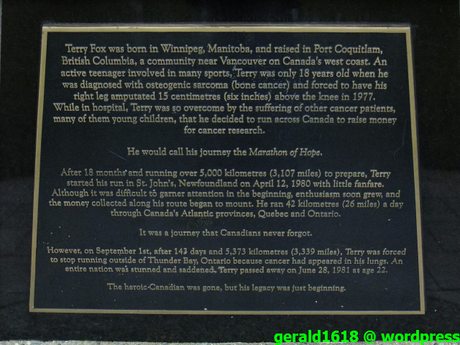 Terry Fox was born in Winnipeg, Manitoba, and raised in Port Coquitlam,
British Columbia, a community near Vancouver on Canada's west coast. An
active teenager involved in many sports, Terry was only 18 years old when he
was diagnosed with osteogenic sarcoma (bone cancer) and forced to have his
right leg amputated 15 centimetres (six inches) above the knee in 1977.
While in hospital, Terry was so overcome by the suffering of other cancer patients,
many of them young children, that he decided to run across Canada to raise money
for cancer research.
He would call his journey the Marathon of Hope.
After 18 months and running over 5,000 kilometres (3,107 miles) to prepare, Terry
started his run in St. John's, Newfoundland on April 12, 1980 with little fanfare.
Although it was difficult to garner attention in the beginning, enthusiasm soon grew, and
the money collected along his route began to mount. He ran 42 kilometres (26 miles) a day
through Canada's Atlantic provinces, Quebec and Ontario.
It was a journey that Canadians never forgot.
However, on September 1st, after 143 days and 5,373 kilometres (3,339 miles), Terry was forced
to stop running outside of Thunder Bay, Ontario because cancer had appeared in his lungs. An
entire nation was stunned and saddened. Terry passed away on June 28, 1981 at age 22.
The heroic Canadian was gone, but his legacy was just beginning.
gerald1618 @ wordpress